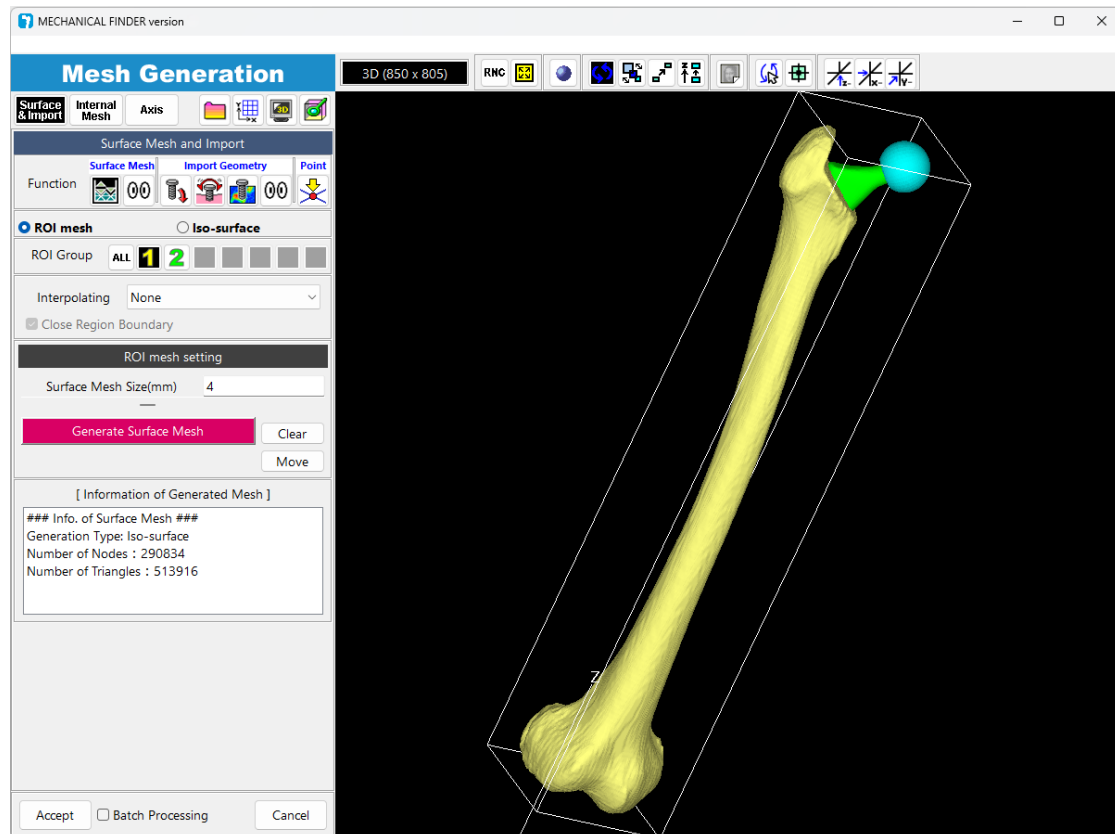 MECHANICAL FINDER version
Mesh Generation
3D (850 x 805)
RNC
Surface & Import
Internal Mesh
Axis
3D
Surface Mesh and Import
Surface Mesh
Import Geometry
Point
Function
ROI mesh
Iso-surface
ROI Group
ALL
1
2
Interpolating
None
Close Region Boundary
ROI mesh setting
Surface Mesh Size(mm)
4
Generate Surface Mesh
Clear
Move
[ Information of Generated Mesh ]
### Info. of Surface Mesh ###
Generation Type: Iso-surface
Number of Nodes : 290834
Number of Triangles : 513916
Z
Accept
Batch Processing
Cancel